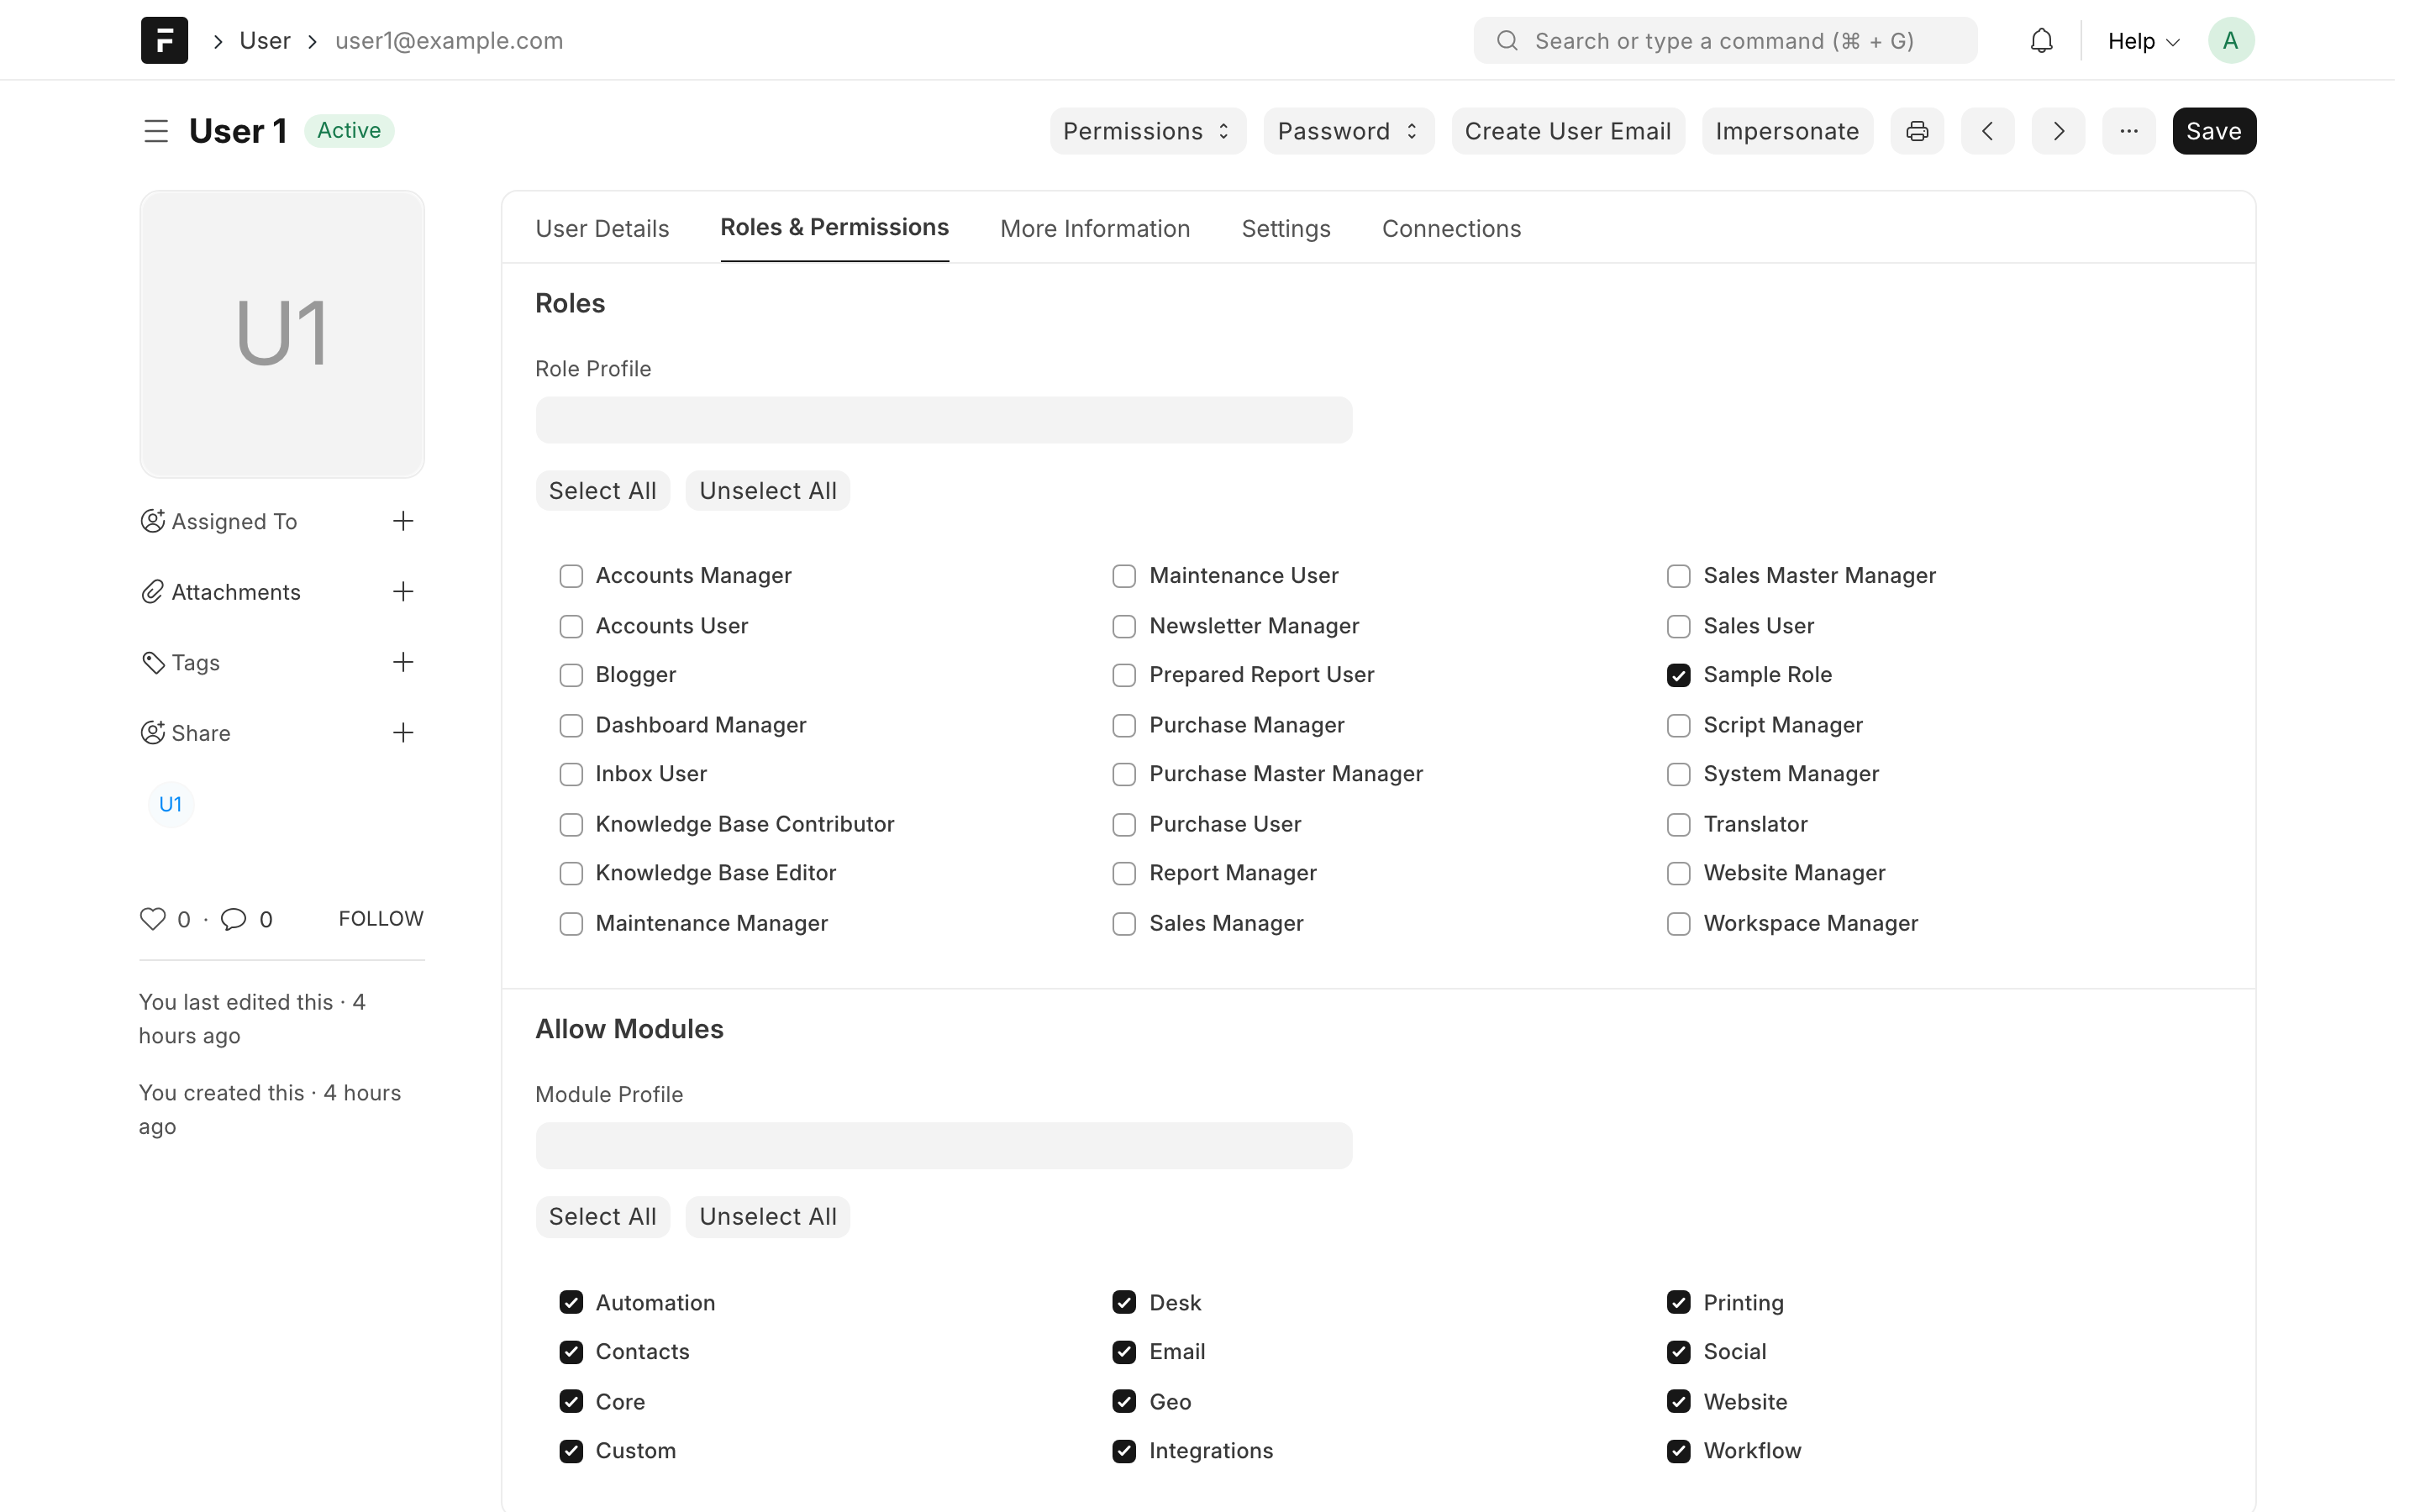 User
user1@example.com
Search or type a command (⌘ + G)
Help
A
User 1
Active
Permissions
Password
Create User Email
Impersonate
Save
U1
Assigned To
Attachments
Tags
Share
U1
0 · 0 FOLLOW
You last edited this · 4
hours ago
You created this · 4 hours
ago
User Details
Roles & Permissions
More Information
Settings
Connections
Roles
Role Profile
Select All
Unselect All
Accounts Manager
Accounts User
Blogger
Dashboard Manager
Inbox User
Knowledge Base Contributor
Knowledge Base Editor
Maintenance Manager
Maintenance User
Newsletter Manager
Prepared Report User
Purchase Manager
Purchase Master Manager
Purchase User
Report Manager
Sales Manager
Sales Master Manager
Sales User
Sample Role
Script Manager
System Manager
Translator
Website Manager
Workspace Manager
Allow Modules
Module Profile
Select All
Unselect All
Automation
Contacts
Core
Custom
Desk
Email
Geo
Integrations
Printing
Social
Website
Workflow